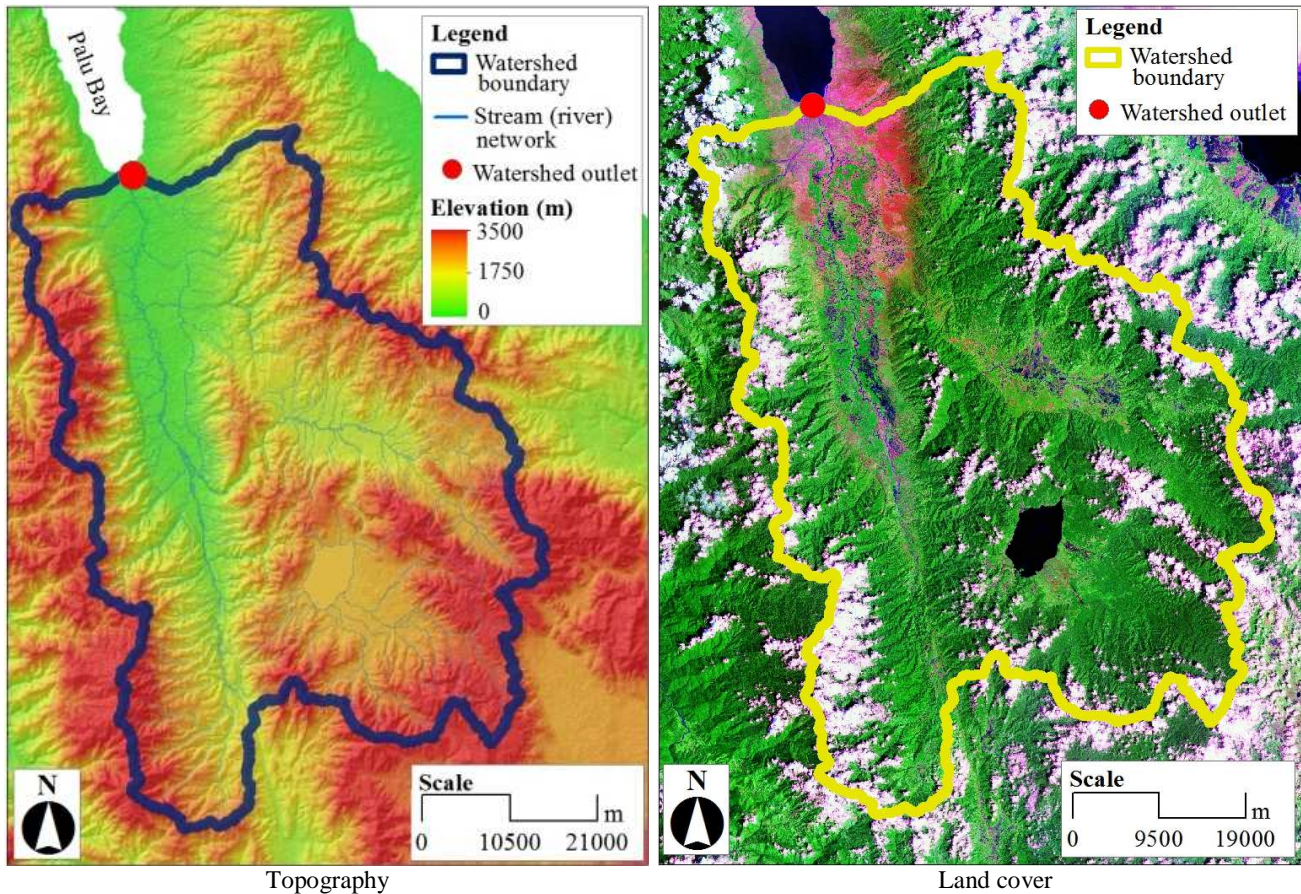 Palu Bay
Legend
Watershed
boundary
Stream (river)
network
Watershed outlet
Elevation (m)
3500
1750
0
N
Scale
m
0 10500 21000
Topography
Legend
Watershed
boundary
Watershed outlet
N
Scale
m
0 9500 19000
Land cover